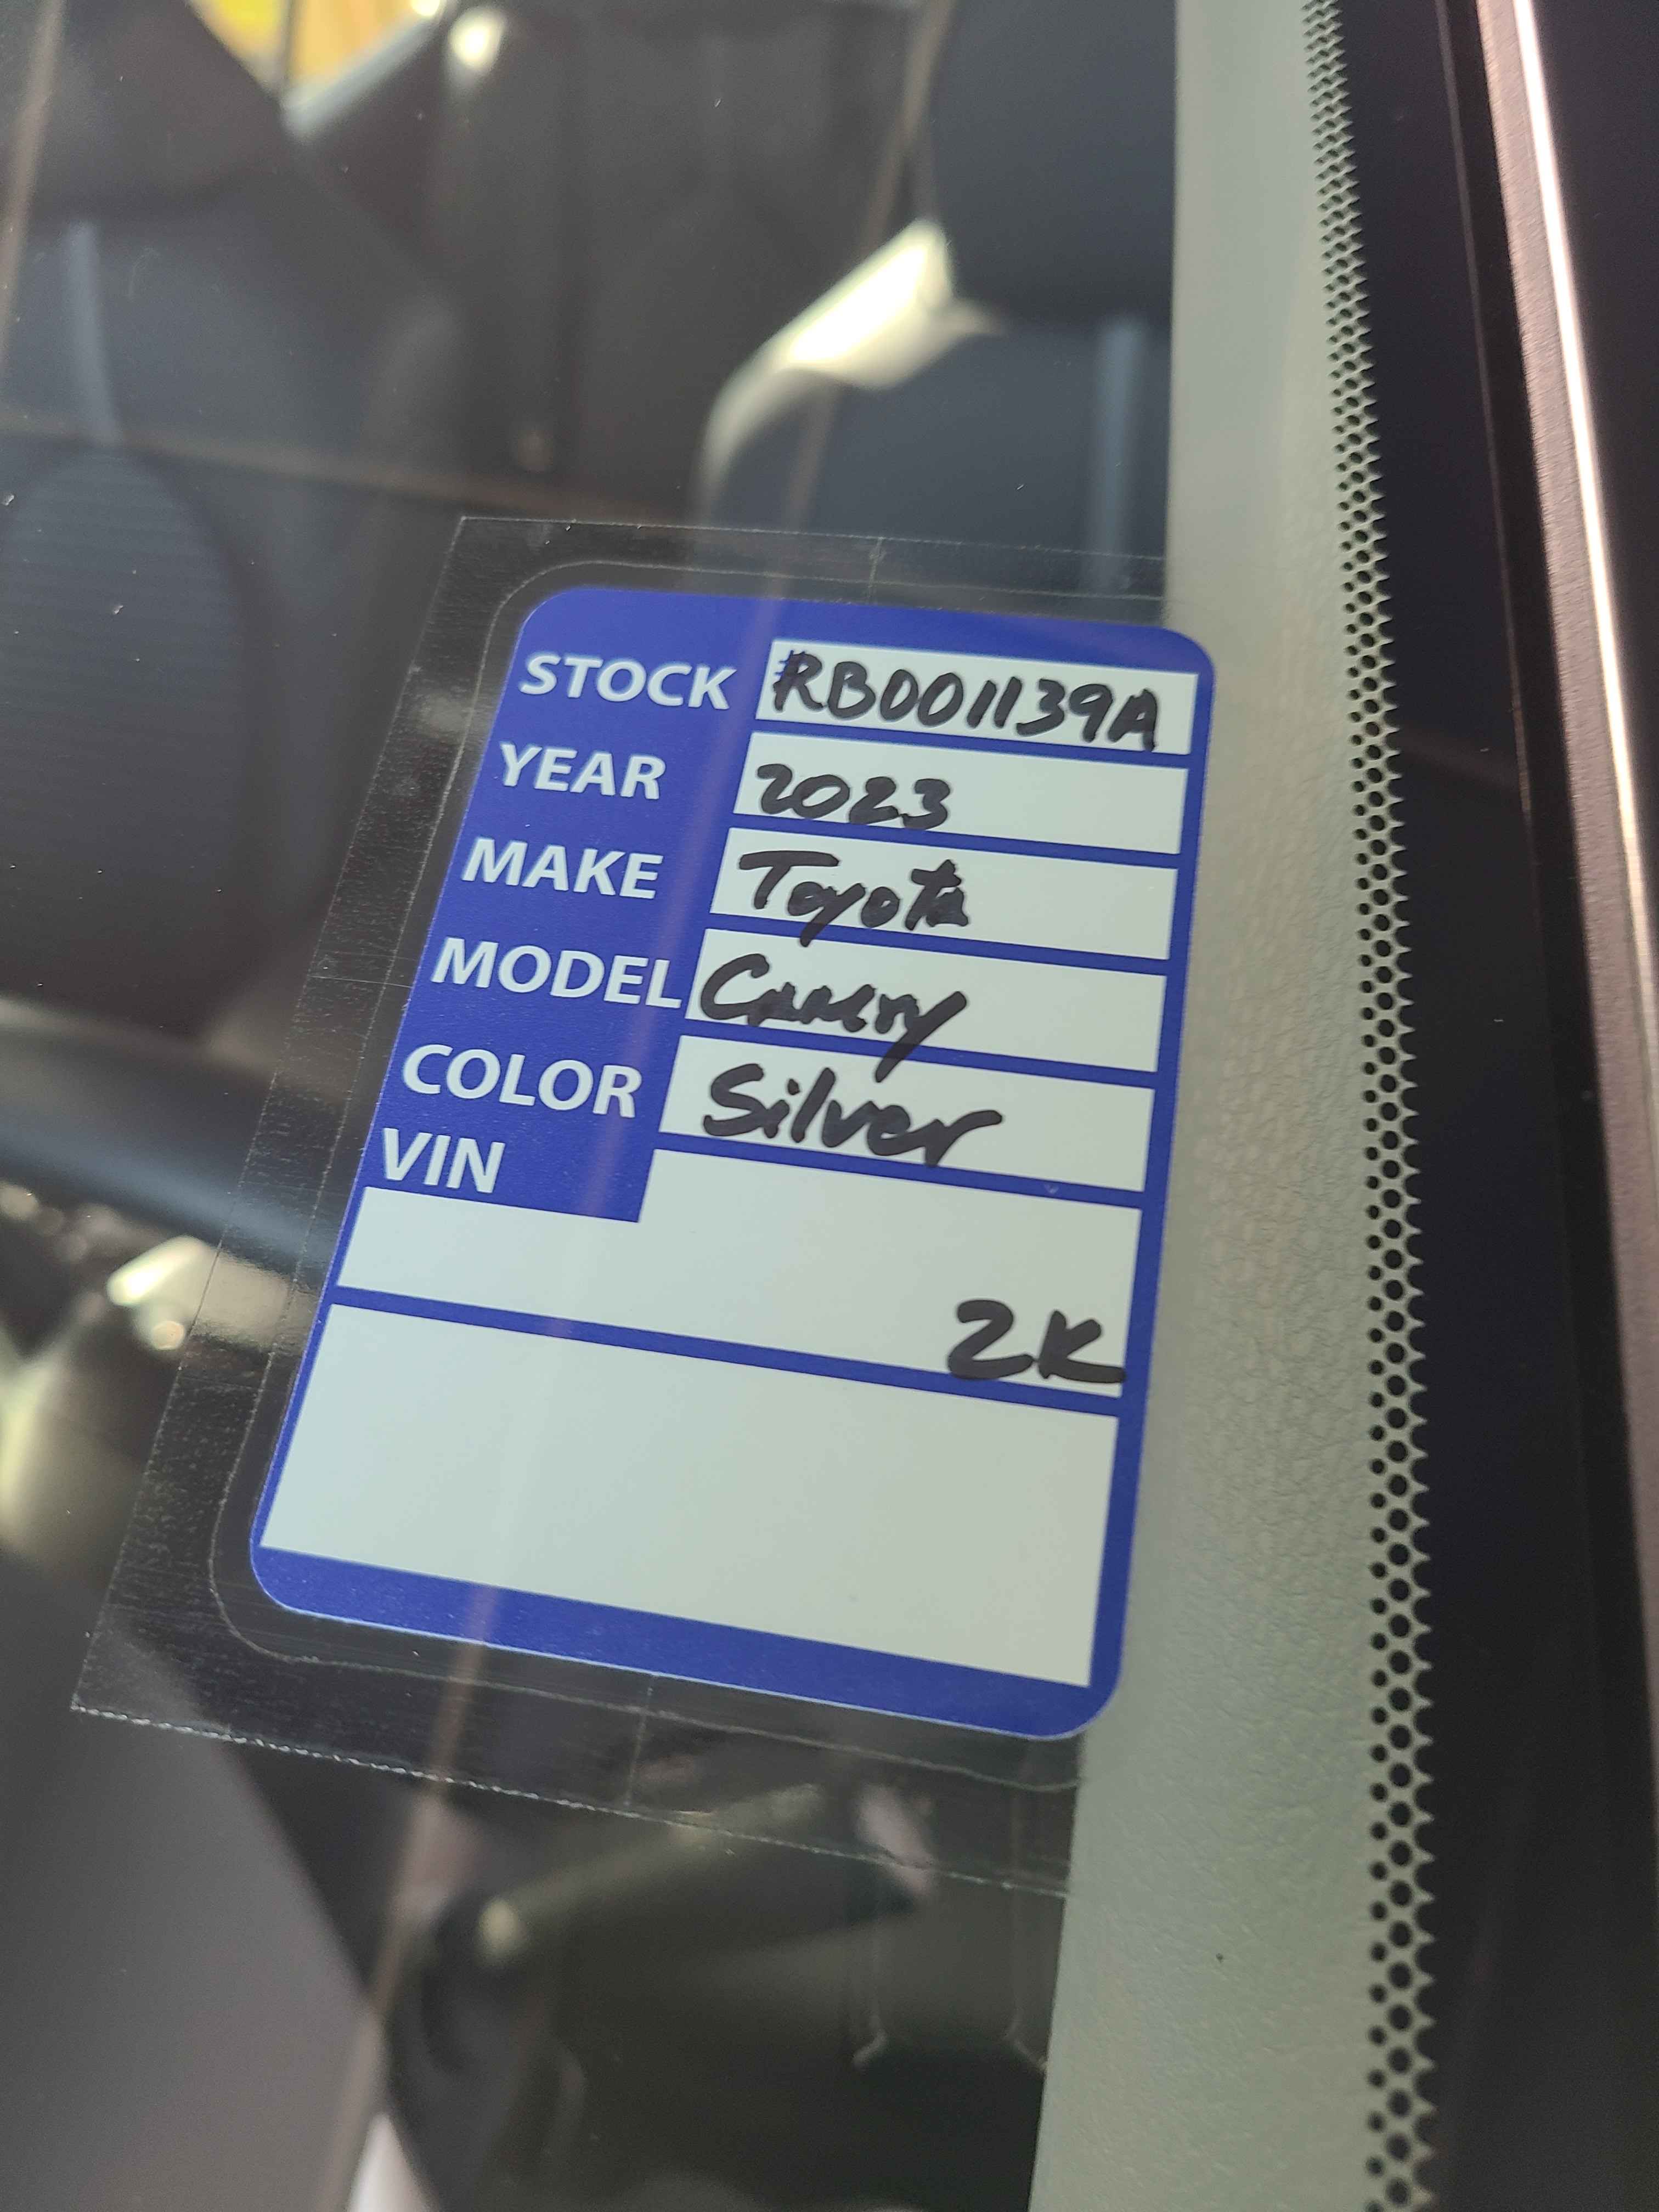 STOCK RB001139A
YEAR 2023
MAKE Toyota
MODEL Camry
COLOR Silver
VIN
2K